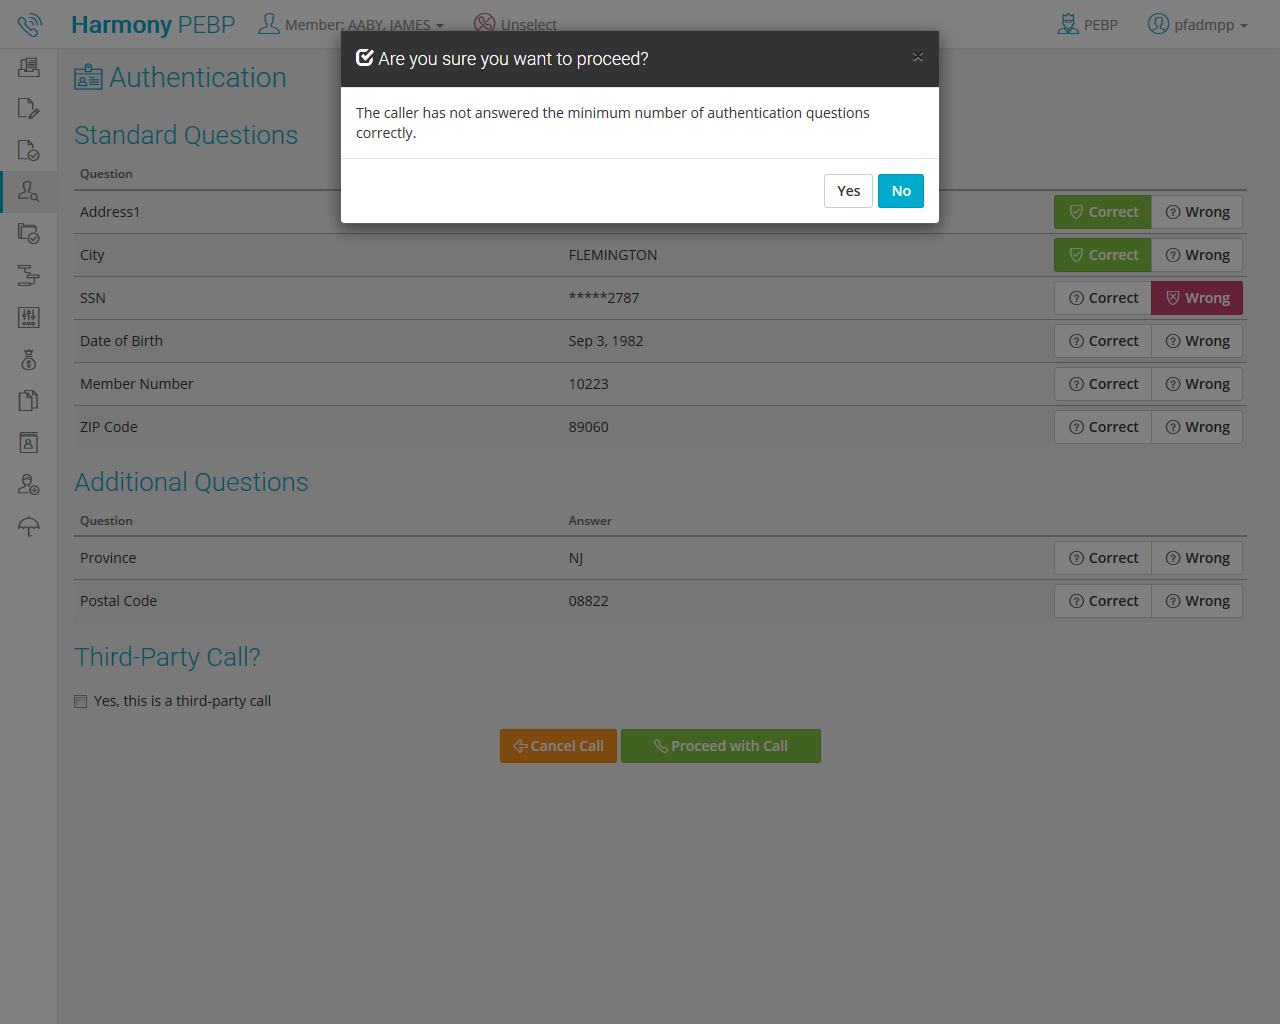 Harmony PEBP Member: AABY, JAMES Unselect PEBP pfadmpp
Are you sure you want to proceed? ×
The caller has not answered the minimum number of authentication questions
correctly.
Yes No
Authentication
Standard Questions
Question
Address1 Correct Wrong
City FLEMINGTON Correct Wrong
SSN *****2787 Correct Wrong
Date of Birth Sep 3, 1982 Correct Wrong
Member Number 10223 Correct Wrong
ZIP Code 89060 Correct Wrong
Additional Questions
Question Answer
Province NJ Correct Wrong
Postal Code 08822 Correct Wrong
Third-Party Call?
Yes, this is a third-party call
Cancel Call Proceed with Call